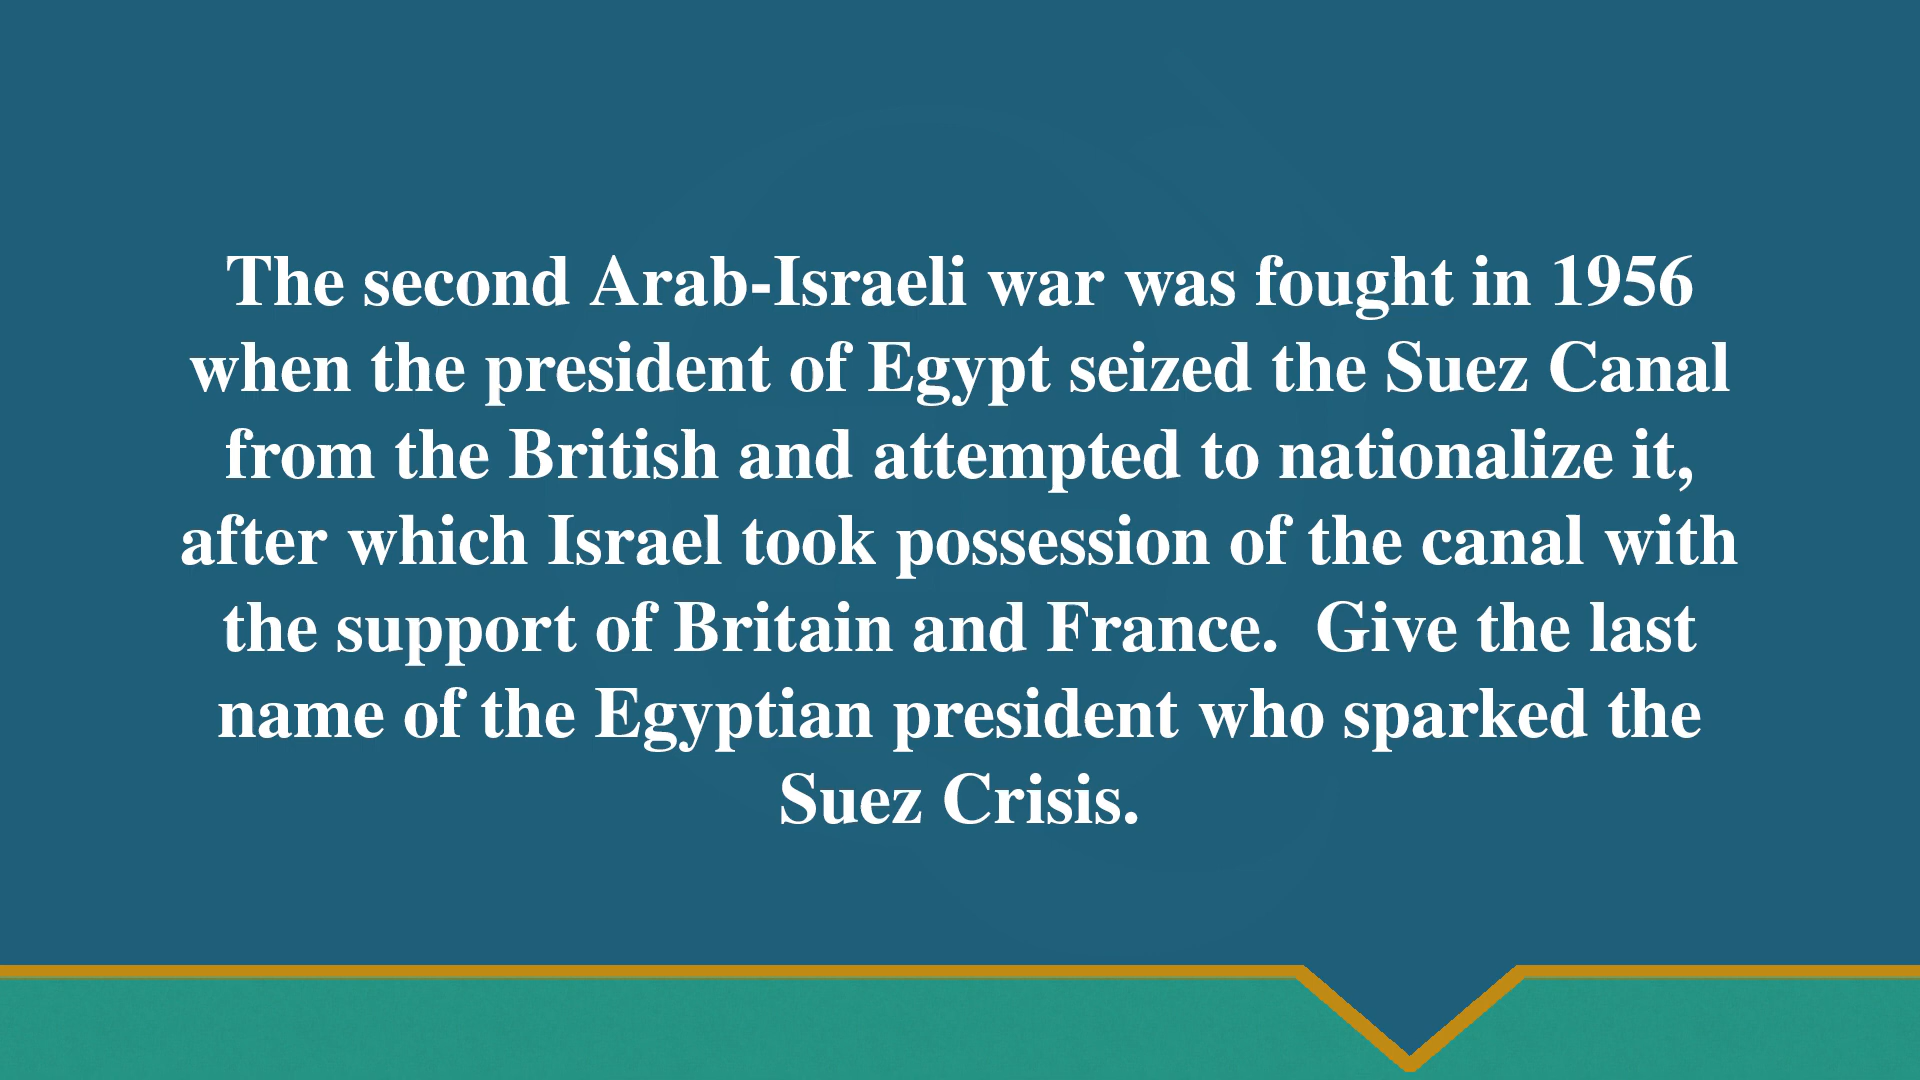 The second Arab-Israeli war was fought in 1956
when the president of Egypt seized the Suez Canal
from the British and attempted to nationalize it,
after which Israel took possession of the canal with
the support of Britain and France.  Give the last
name of the Egyptian president who sparked the
Suez Crisis.